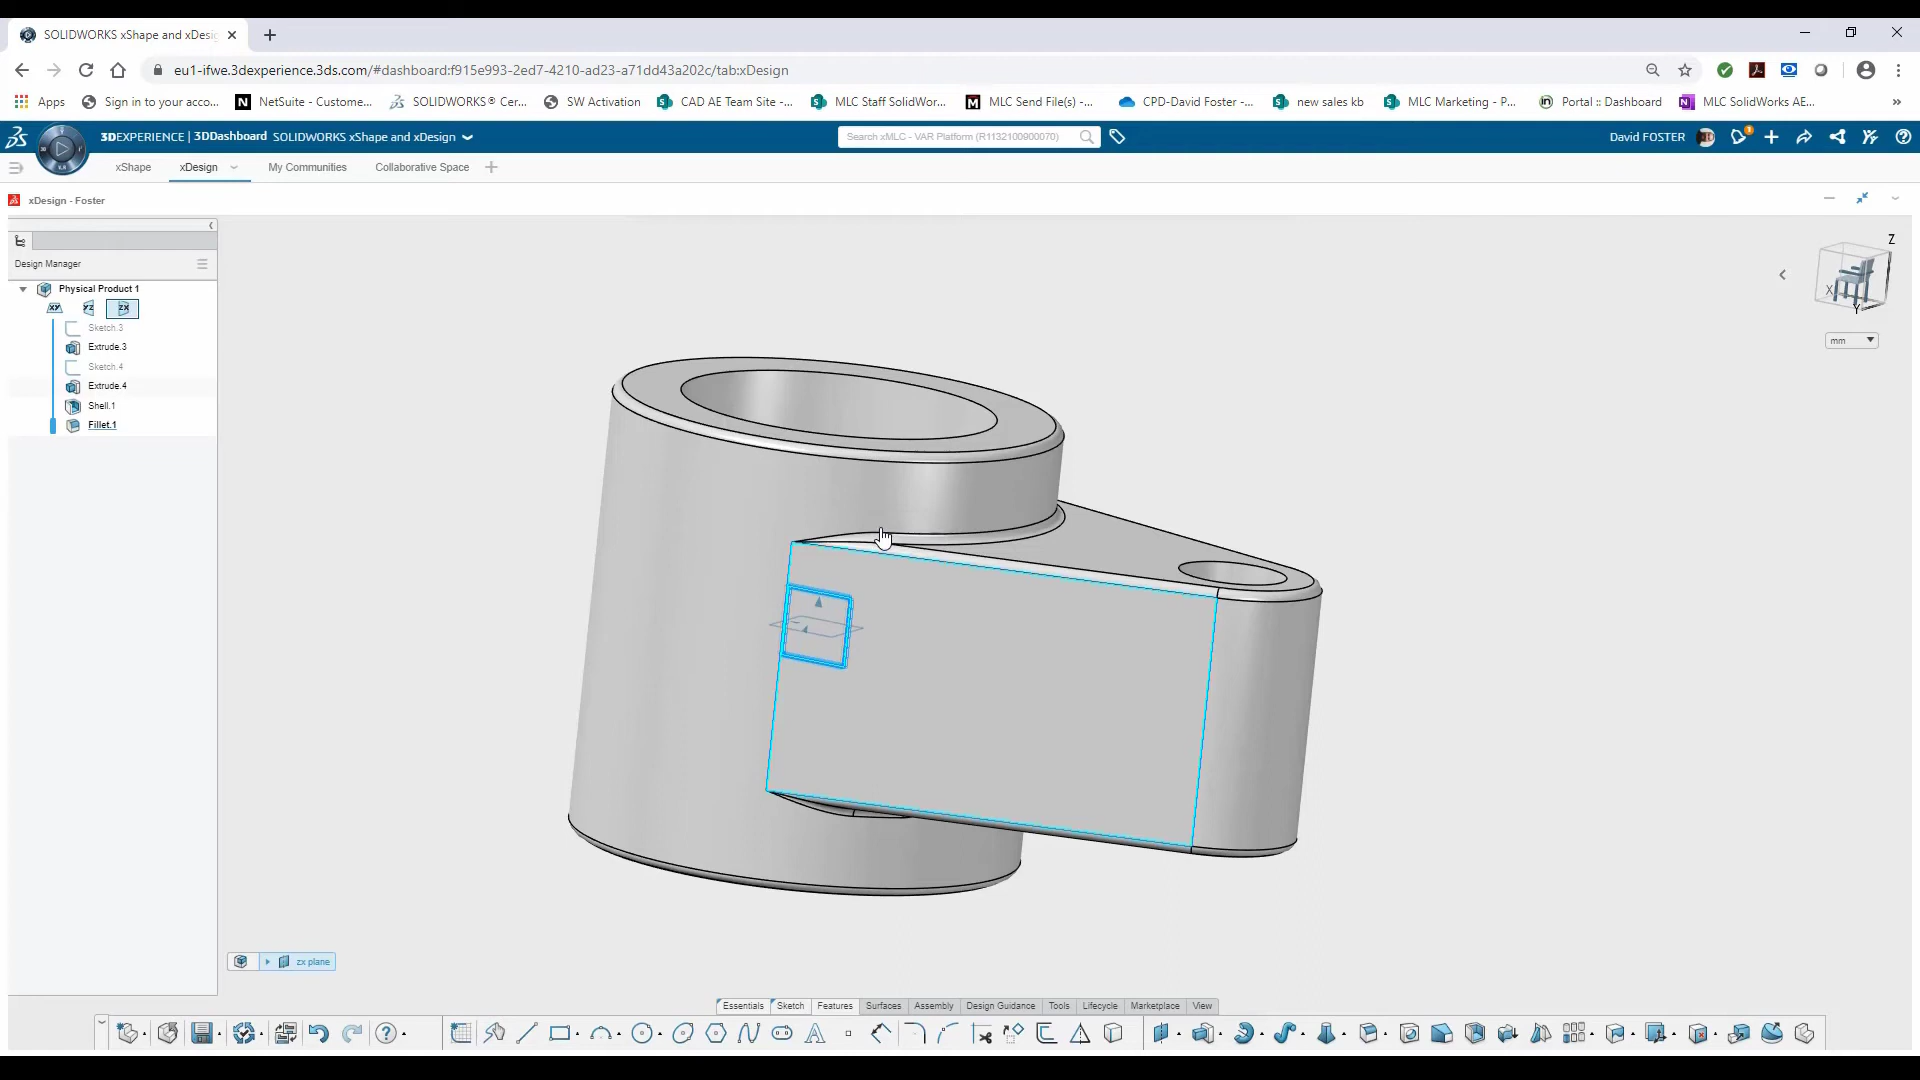 SOLIDWORKS xShape and xDesig
eu1-ifwe.3dexperience.3ds.com/#dashboard:f915e993-2ed7-4210-ad23-a71dd43a202c/tab:xDesign
Apps Sign in to your acco... NetSuite - Custome... SOLIDWORKS® Cer... SW Activation CAD AE Team Site -... MLC Staff SolidWor... MLC Send File(s) -... CPD-David Foster -... new sales kb MLC Marketing - P... Portal :: Dashboard MLC SolidWorks AE... »
3DEXPERIENCE | 3DDashboard SOLIDWORKS xShape and xDesign Search xMLC - VAR Platform (R1132100900070) David FOSTER
xShape xDesign My Communities Collaborative Space
xDesign - Foster
Design Manager
Physical Product 1
XY YZ ZX
Sketch.3
Extrude.3
Sketch.4
Extrude.4
Shell.1
Fillet.1
Z
X
Y
mm
zx plane
Essentials Sketch Features Surfaces Assembly Design Guidance Tools Lifecycle Marketplace View